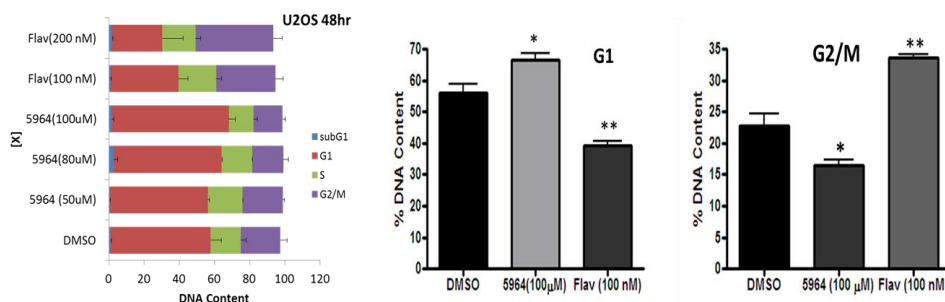 U2OS 48hr
Flav(200 nM)
Flav(100 nM)
5964(100uM)
5964(80uM)
5964 (50uM)
DMSO
[X]
0 20 40 60 80 100 120
DNA Content
subG1
G1
S
G2/M
G1
% DNA Content
70
60
50
40
30
20
10
0
*
**
DMSO 5964(100µM) Flav (100 nM)
G2/M
% DNA Content
35
30
25
20
15
10
5
0
*
**
DMSO 5964 (100 µM) Flav (100 nM)